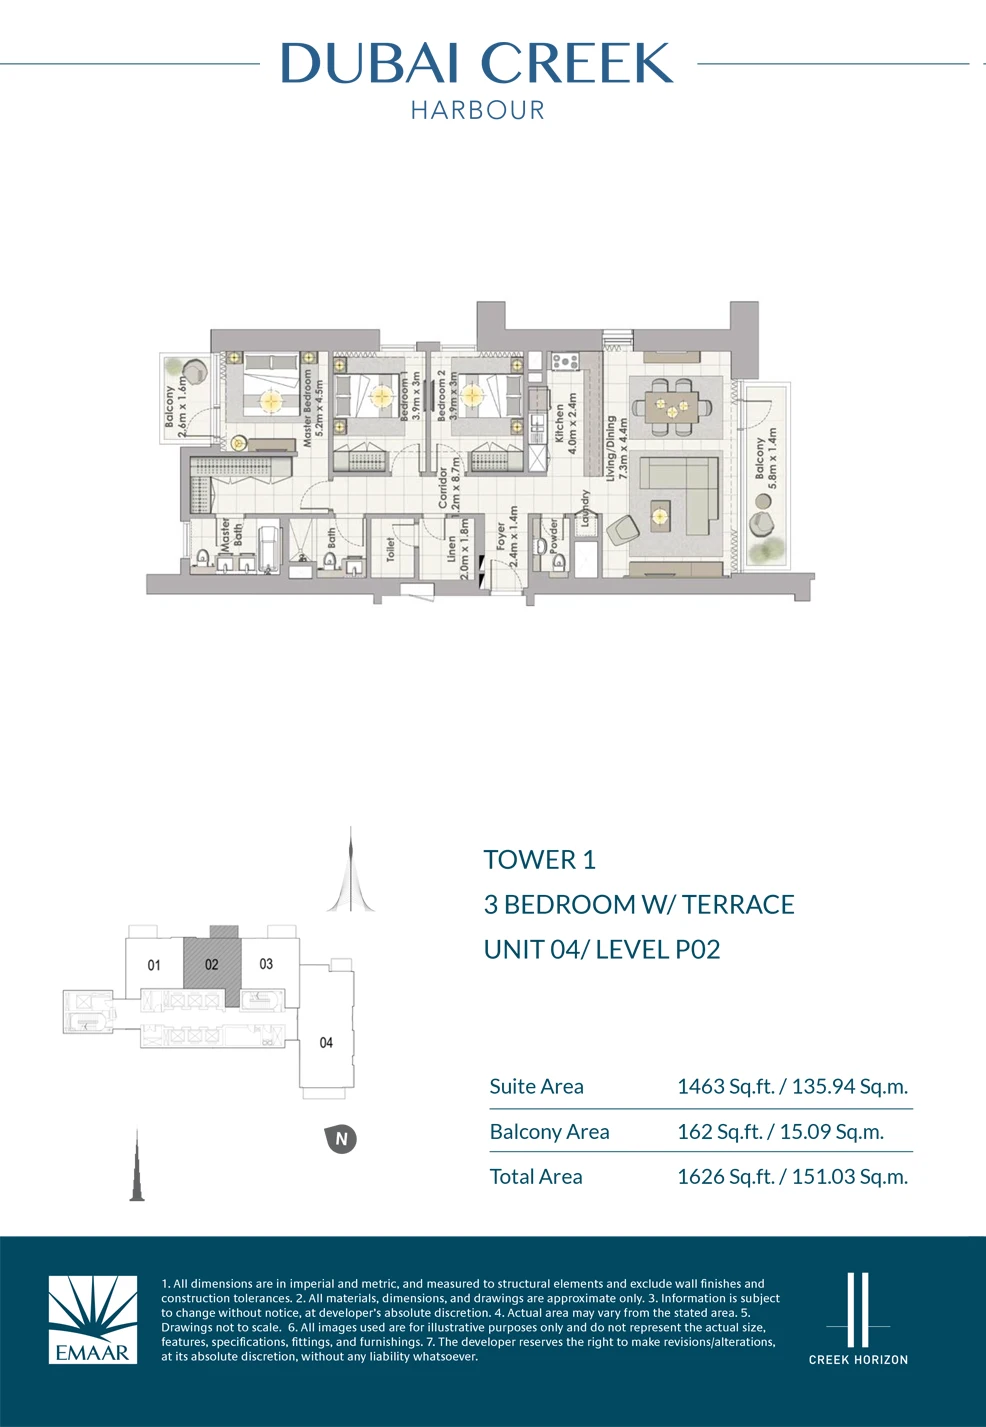 DUBAI CREEK
HARBOUR
Balcony
2.6m x 1.6m
Master Bedroom
5.2m x 4.5m
Bedroom 1
3.9m x 3m
Bedroom 2
3.9m x 3m
Kitchen
4.0m x 2.4m
Living/Dining
7.3m x 4.4m
Balcony
5.8m x 1.4m
Corridor
1.2m x 8.7m
Laundry
Master
Bath
Bath
Toilet
Linen
2.0m x 1.8m
Foyer
2.4m x 1.4m
Powder
TOWER 1
3 BEDROOM W/ TERRACE
UNIT 04/ LEVEL P02
01
02
03
04
N
Suite Area 1463 Sq.ft. / 135.94 Sq.m.
Balcony Area 162 Sq.ft. / 15.09 Sq.m.
Total Area 1626 Sq.ft. / 151.03 Sq.m.
EMAAR
1. All dimensions are in imperial and metric, and measured to structural elements and exclude wall finishes and
construction tolerances. 2. All materials, dimensions, and drawings are approximate only. 3. Information is subject
to change without notice, at developer's absolute discretion. 4. Actual area may vary from the stated area. 5.
Drawings not to scale. 6. All images used are for illustrative purposes only and do not represent the actual size,
features, specifications, fittings, and furnishings. 7. The developer reserves the right to make revisions/alterations,
at its absolute discretion, without any liability whatsoever.
CREEK HORIZON